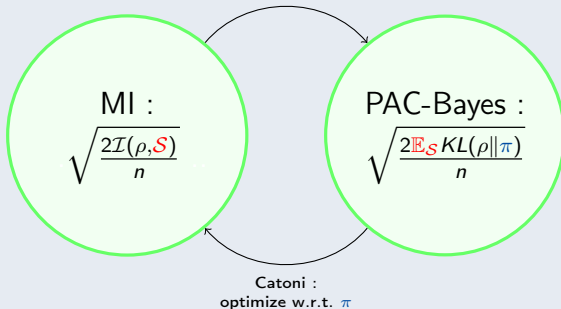 MI :
√(2ℐ(ρ,𝒮)/n)
PAC-Bayes :
√(2𝔼_𝒮 KL(ρ‖π)/n)
Catoni :
optimize w.r.t. π